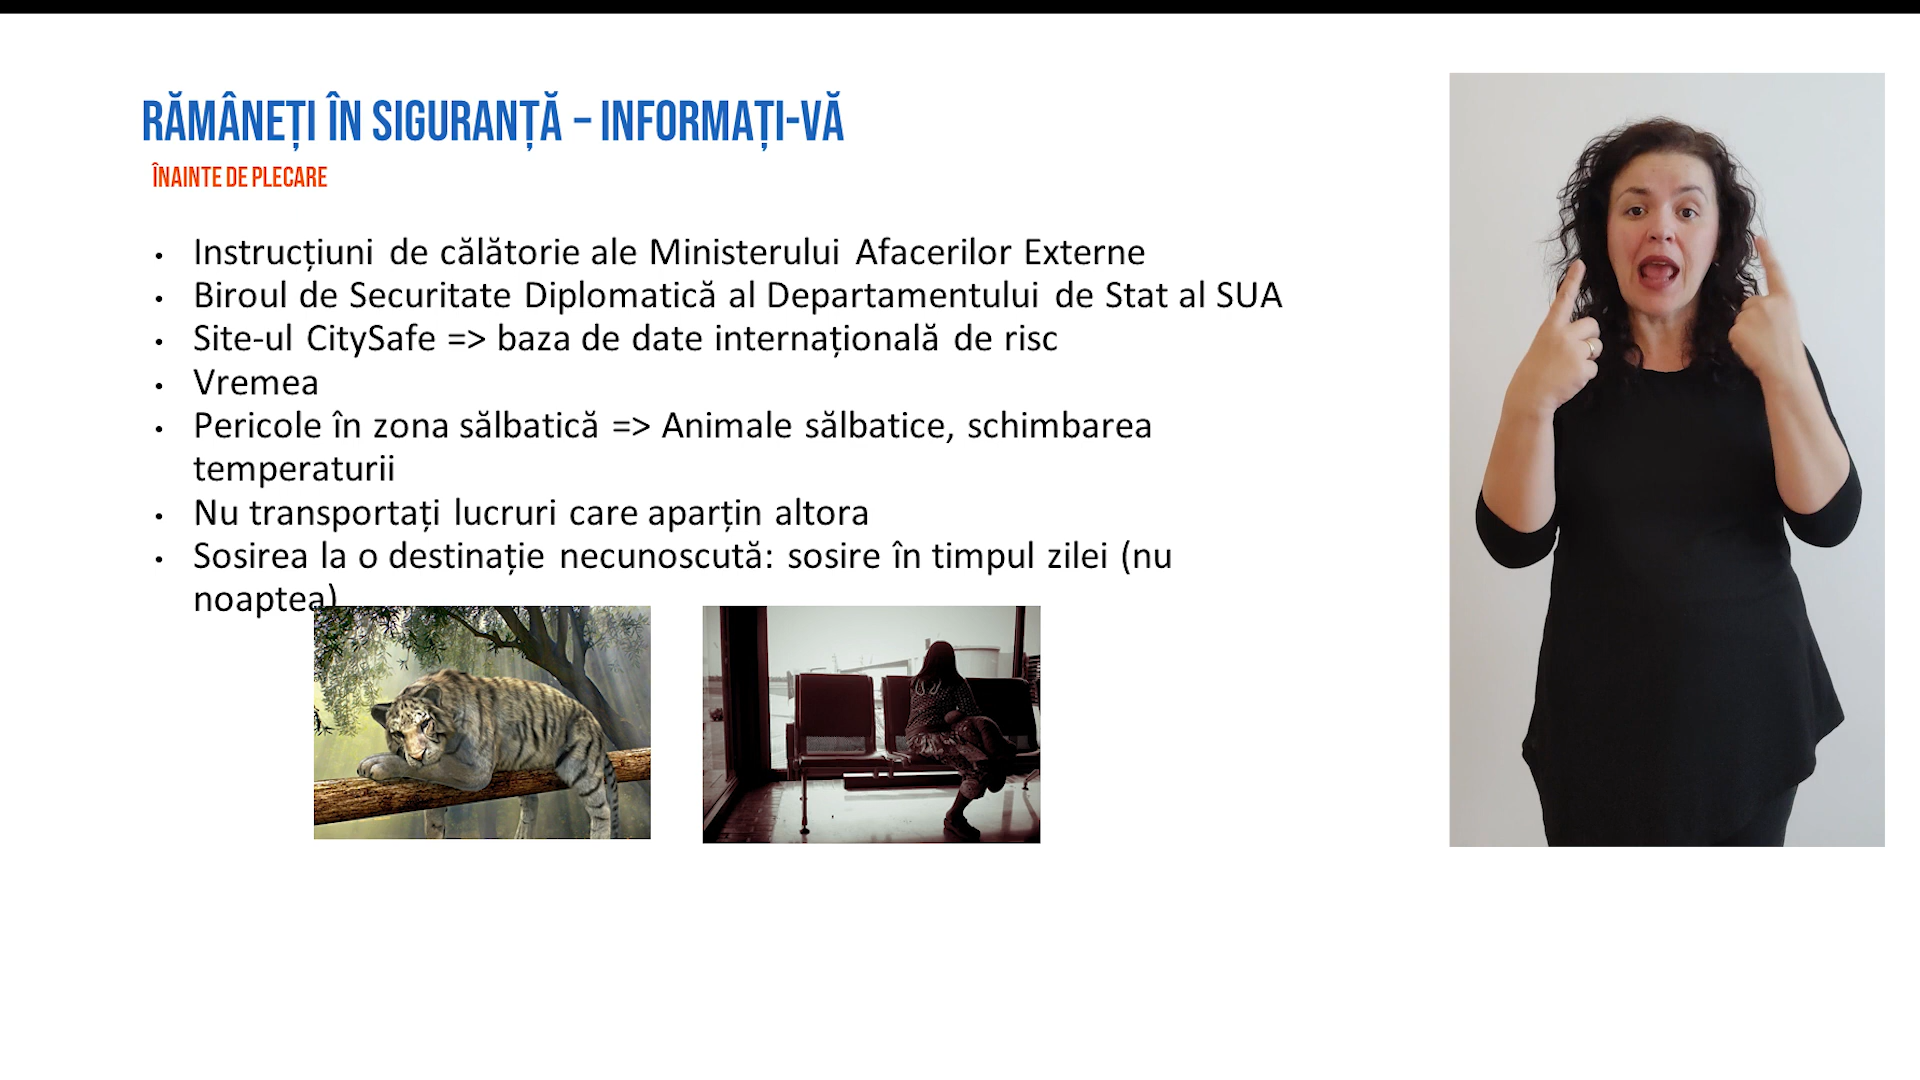 RĂMÂNEȚI ÎN SIGURANȚĂ – INFORMAȚI-VĂ
ÎNAINTE DE PLECARE
• Instrucțiuni de călătorie ale Ministerului Afacerilor Externe
• Biroul de Securitate Diplomatică al Departamentului de Stat al SUA
• Site-ul CitySafe => baza de date internațională de risc
• Vremea
• Pericole în zona sălbatică => Animale sălbatice, schimbarea
temperaturii
• Nu transportați lucruri care aparțin altora
• Sosirea la o destinație necunoscută: sosire în timpul zilei (nu
noaptea)